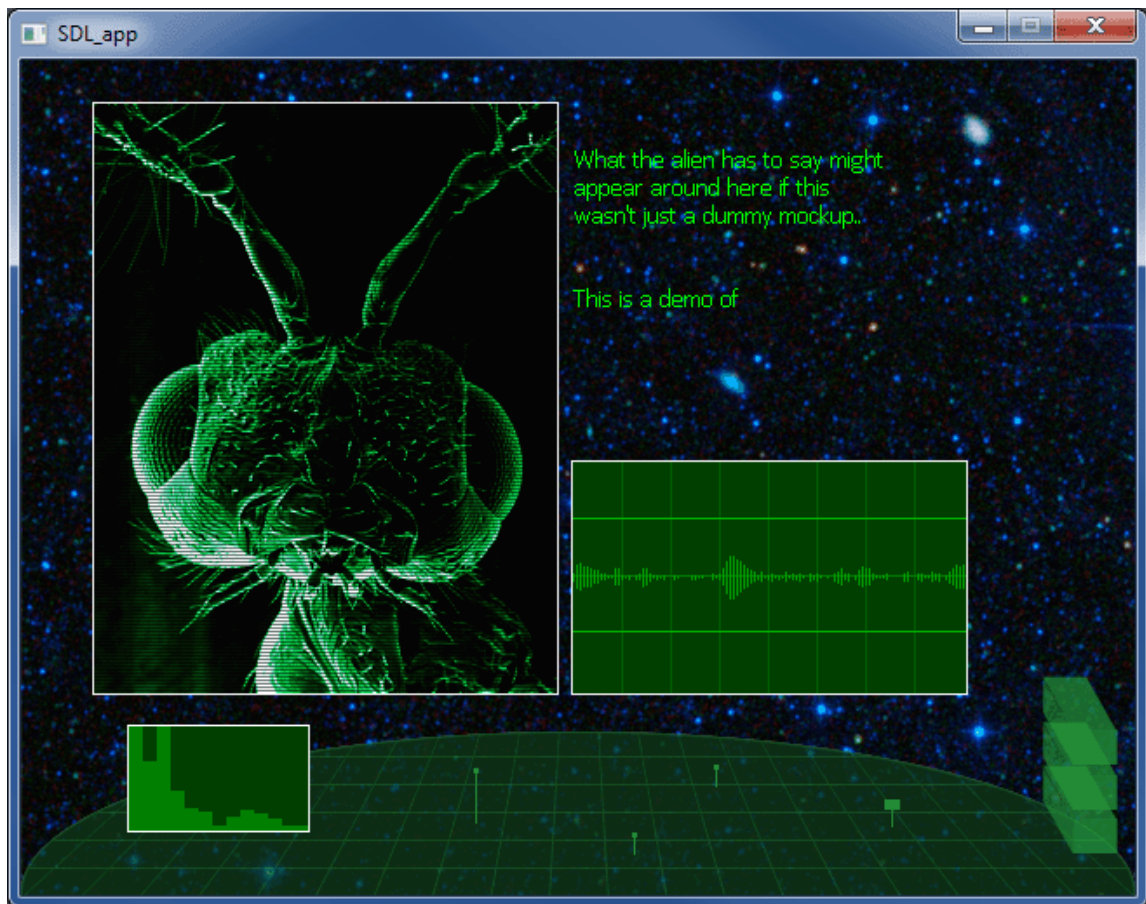 SDL_app
What the alien has to say might
appear around here if this
wasn't just a dummy mockup..
This is a demo of